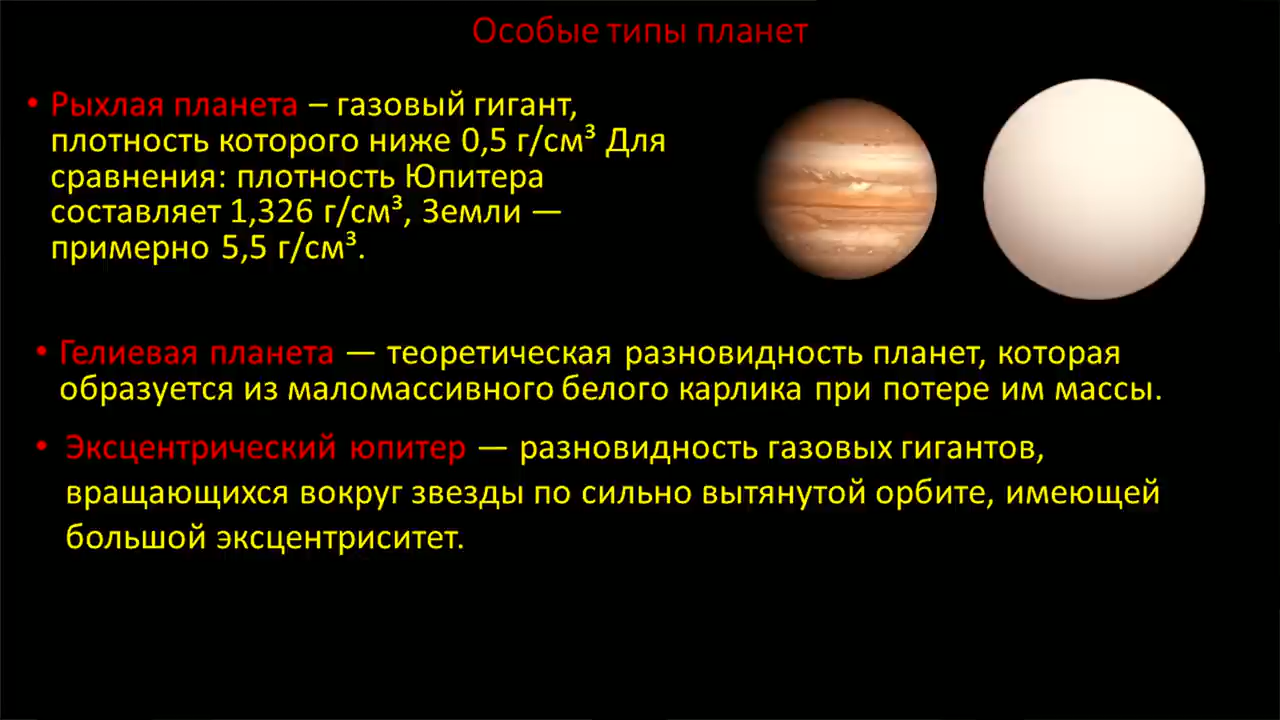 Особые типы планет
• Рыхлая планета – газовый гигант,
плотность которого ниже 0,5 г/см³ Для
сравнения: плотность Юпитера
составляет 1,326 г/см³, Земли —
примерно 5,5 г/см³.
• Гелиевая планета — теоретическая разновидность планет, которая
образуется из маломассивного белого карлика при потере им массы.
• Эксцентрический юпитер — разновидность газовых гигантов,
вращающихся вокруг звезды по сильно вытянутой орбите, имеющей
большой эксцентриситет.